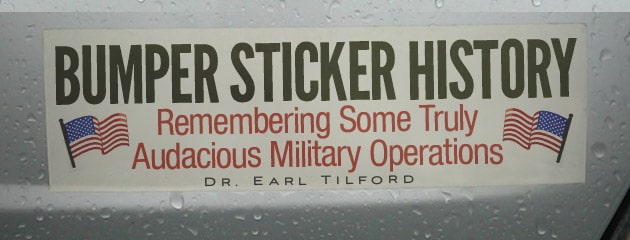 BUMPER STICKER HISTORY
Remembering Some Truly
Audacious Military Operations
DR. EARL TILFORD